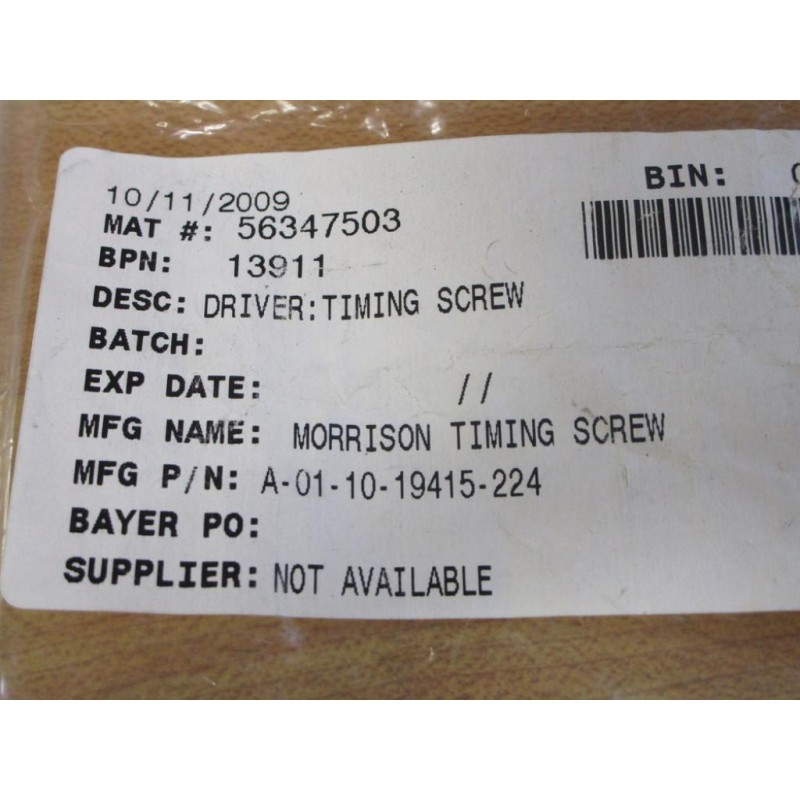 BIN:
10/11/2009
MAT #: 56347503
BPN: 13911
DESC: DRIVER:TIMING SCREW
BATCH:
EXP DATE: //
MFG NAME: MORRISON TIMING SCREW
MFG P/N: A-01-10-19415-224
BAYER PO:
SUPPLIER: NOT AVAILABLE